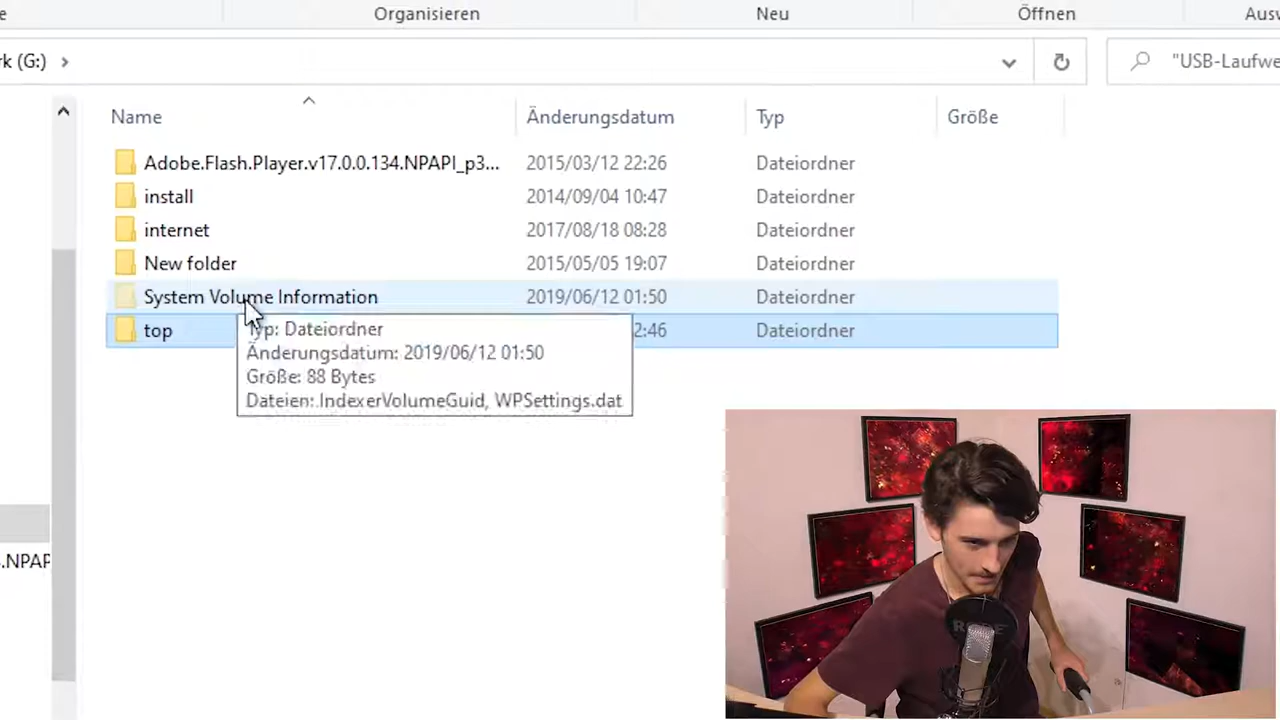 Organisieren Neu Öffnen
rk (G:) "USB-Laufwe
Name Änderungsdatum Typ Größe
Adobe.Flash.Player.v17.0.0.134.NPAPI_p3... 2015/03/12 22:26 Dateiordner
install 2014/09/04 10:47 Dateiordner
internet 2017/08/18 08:28 Dateiordner
New folder 2015/05/05 19:07 Dateiordner
System Volume Information 2019/06/12 01:50 Dateiordner
top 2:46 Dateiordner
Typ: Dateiordner
Änderungsdatum: 2019/06/12 01:50
Größe: 88 Bytes
Dateien: IndexerVolumeGuid, WPSettings.dat
.NPAP
RODE